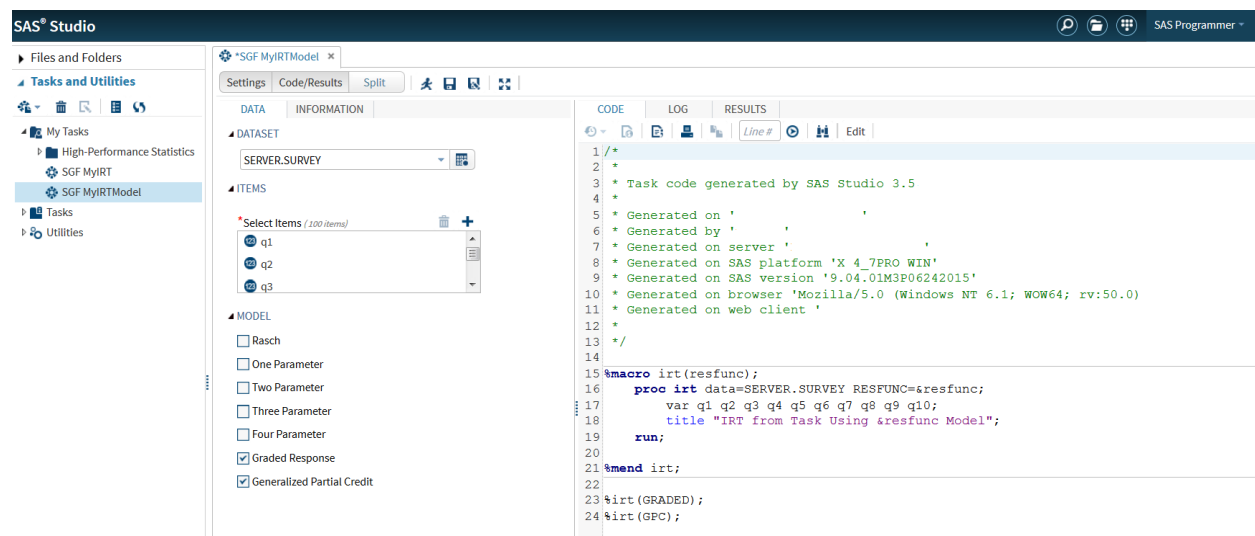 SAS® Studio
SAS Programmer
Files and Folders
Tasks and Utilities
My Tasks
High-Performance Statistics
SGF MyIRT
SGF MyIRTModel
Tasks
Utilities
*SGF MyIRTModel ×
Settings Code/Results Split
DATA INFORMATION
DATASET
SERVER.SURVEY
ITEMS
*Select Items (100 items)
123 q1
123 q2
123 q3
MODEL
Rasch
One Parameter
Two Parameter
Three Parameter
Four Parameter
Graded Response
Generalized Partial Credit
CODE LOG RESULTS
Line # Edit
1 /*
2 *
3 * Task code generated by SAS Studio 3.5
4 *
5 * Generated on ' '
6 * Generated by ' '
7 * Generated on server ' '
8 * Generated on SAS platform 'X 4_7PRO WIN'
9 * Generated on SAS version '9.04.01M3P06242015'
10 * Generated on browser 'Mozilla/5.0 (Windows NT 6.1; WOW64; rv:50.0)
11 * Generated on web client '
12 *
13 */
14
15 %macro irt(resfunc);
16 proc irt data=SERVER.SURVEY RESFUNC=&resfunc;
17 var q1 q2 q3 q4 q5 q6 q7 q8 q9 q10;
18 title "IRT from Task Using &resfunc Model";
19 run;
20
21 %mend irt;
22
23 %irt(GRADED);
24 %irt(GPC);